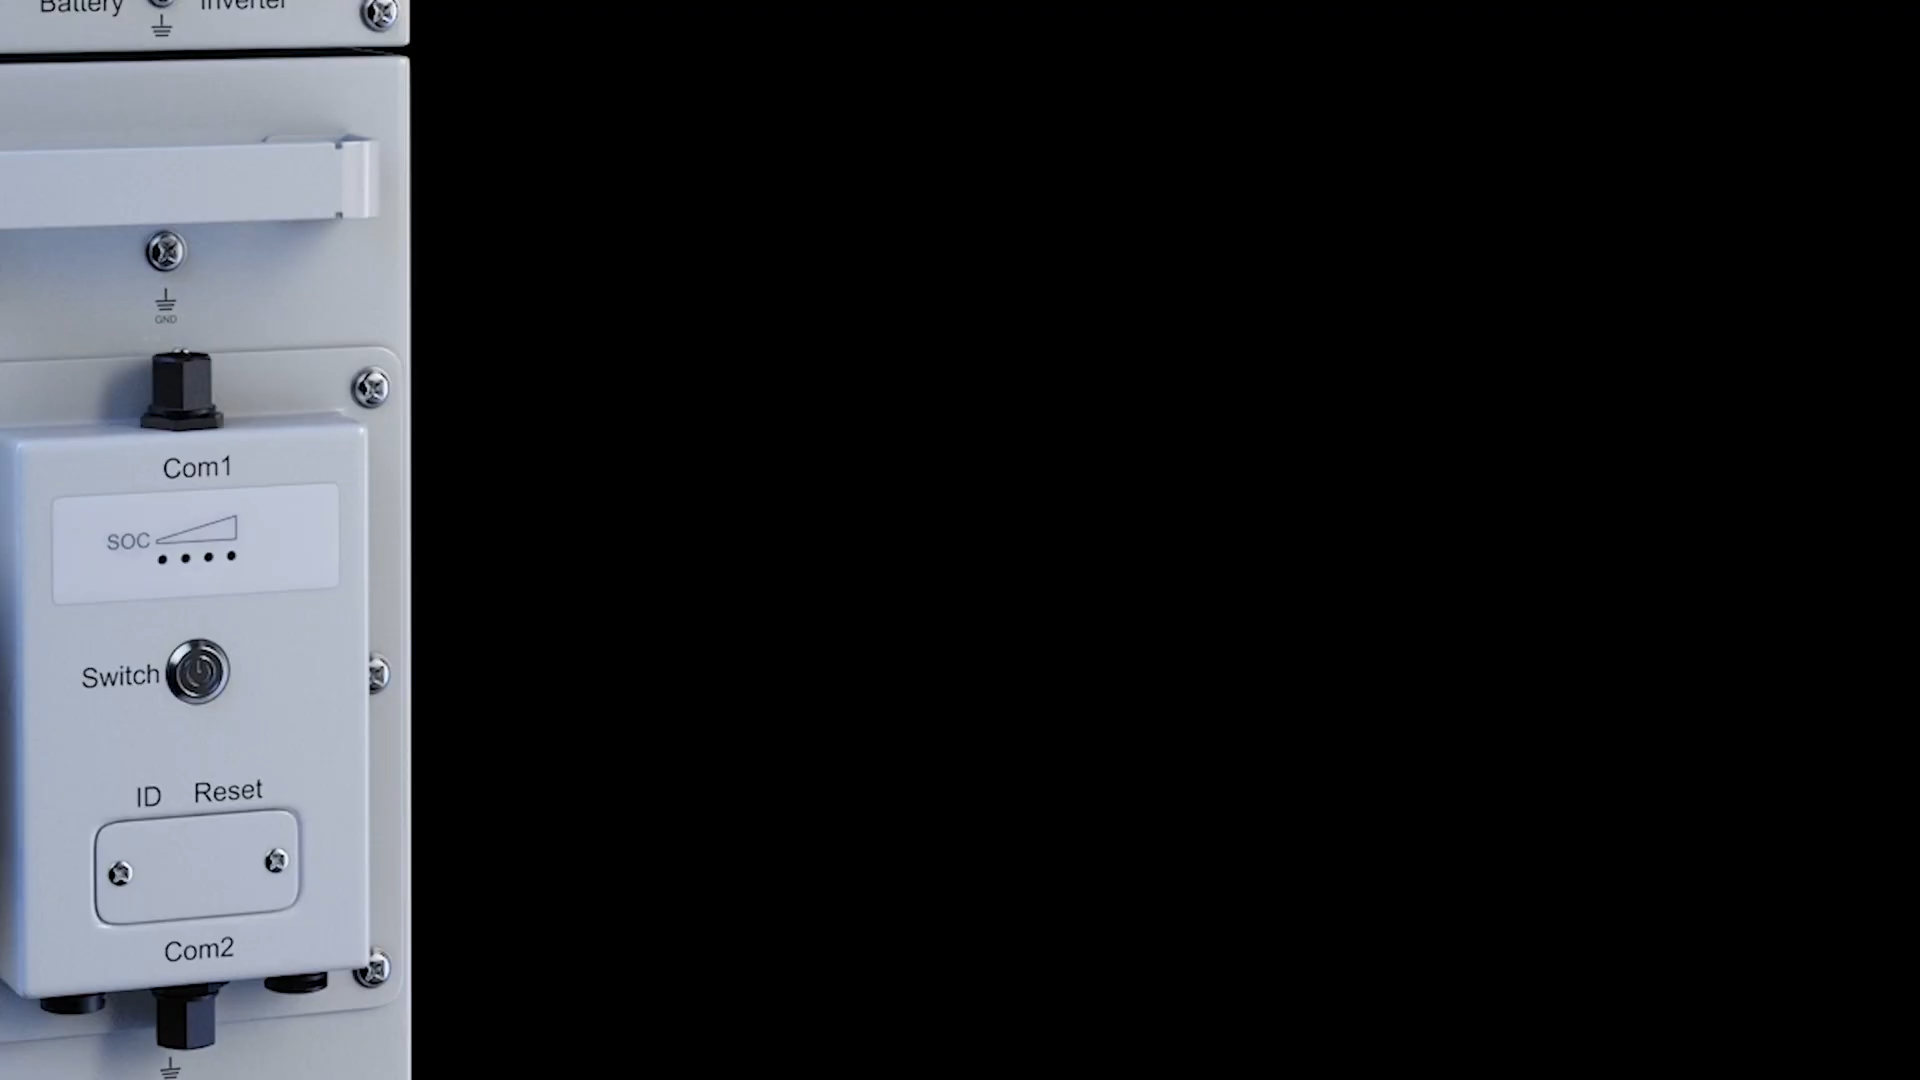 Battery Inverter
GND
Com1
SOC
Switch
ID Reset
Com2